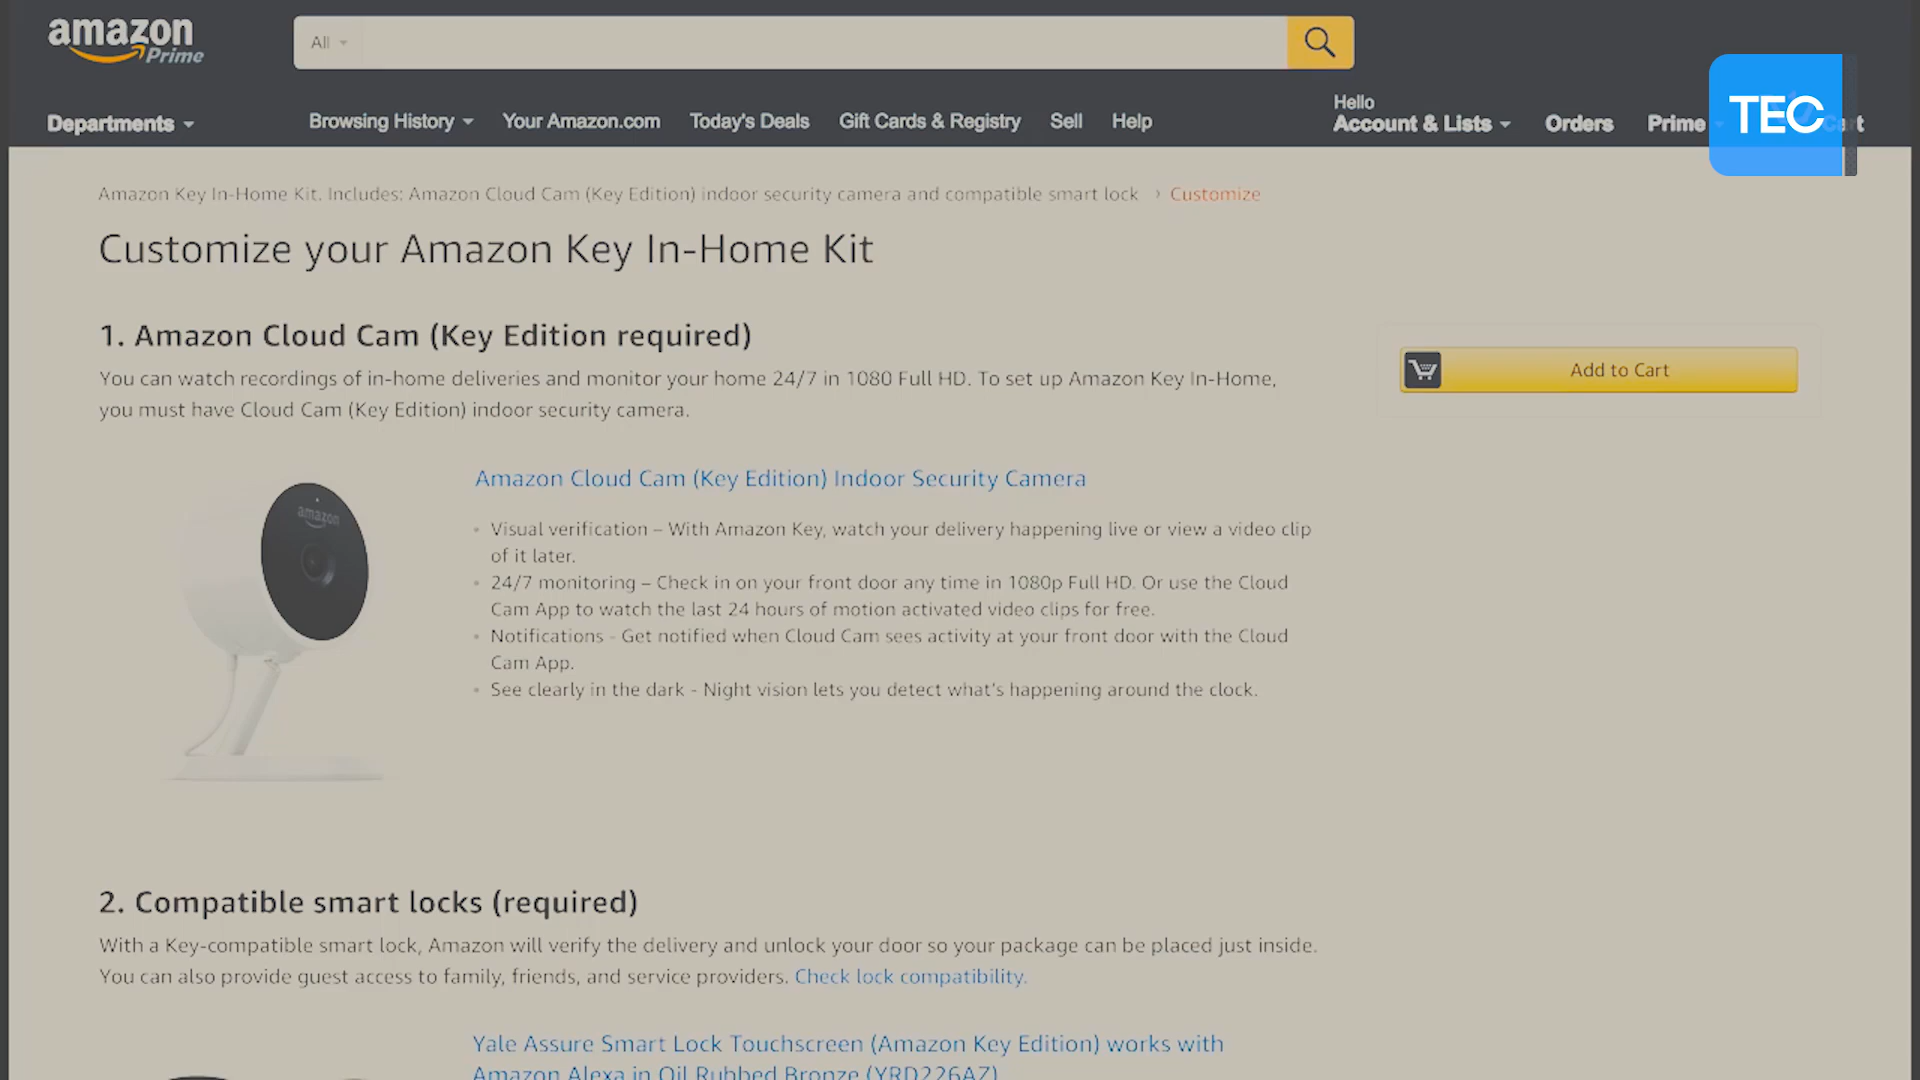 amazon
Prime
All
TEC
Departments
Browsing History
Your Amazon.com
Today's Deals
Gift Cards & Registry
Sell
Help
Hello
Account & Lists
Orders
Prime
Cart
Amazon Key In-Home Kit. Includes: Amazon Cloud Cam (Key Edition) indoor security camera and compatible smart lock › Customize
Customize your Amazon Key In-Home Kit
1. Amazon Cloud Cam (Key Edition required)
You can watch recordings of in-home deliveries and monitor your home 24/7 in 1080 Full HD. To set up Amazon Key In-Home,
you must have Cloud Cam (Key Edition) indoor security camera.
Add to Cart
amazon
Amazon Cloud Cam (Key Edition) Indoor Security Camera
• Visual verification – With Amazon Key, watch your delivery happening live or view a video clip
of it later.
• 24/7 monitoring – Check in on your front door any time in 1080p Full HD. Or use the Cloud
Cam App to watch the last 24 hours of motion activated video clips for free.
• Notifications - Get notified when Cloud Cam sees activity at your front door with the Cloud
Cam App.
• See clearly in the dark - Night vision lets you detect what's happening around the clock.
2. Compatible smart locks (required)
With a Key-compatible smart lock, Amazon will verify the delivery and unlock your door so your package can be placed just inside.
You can also provide guest access to family, friends, and service providers. Check lock compatibility.
Yale Assure Smart Lock Touchscreen (Amazon Key Edition) works with
Amazon Alexa in Oil Rubbed Bronze (YRD226AZ)